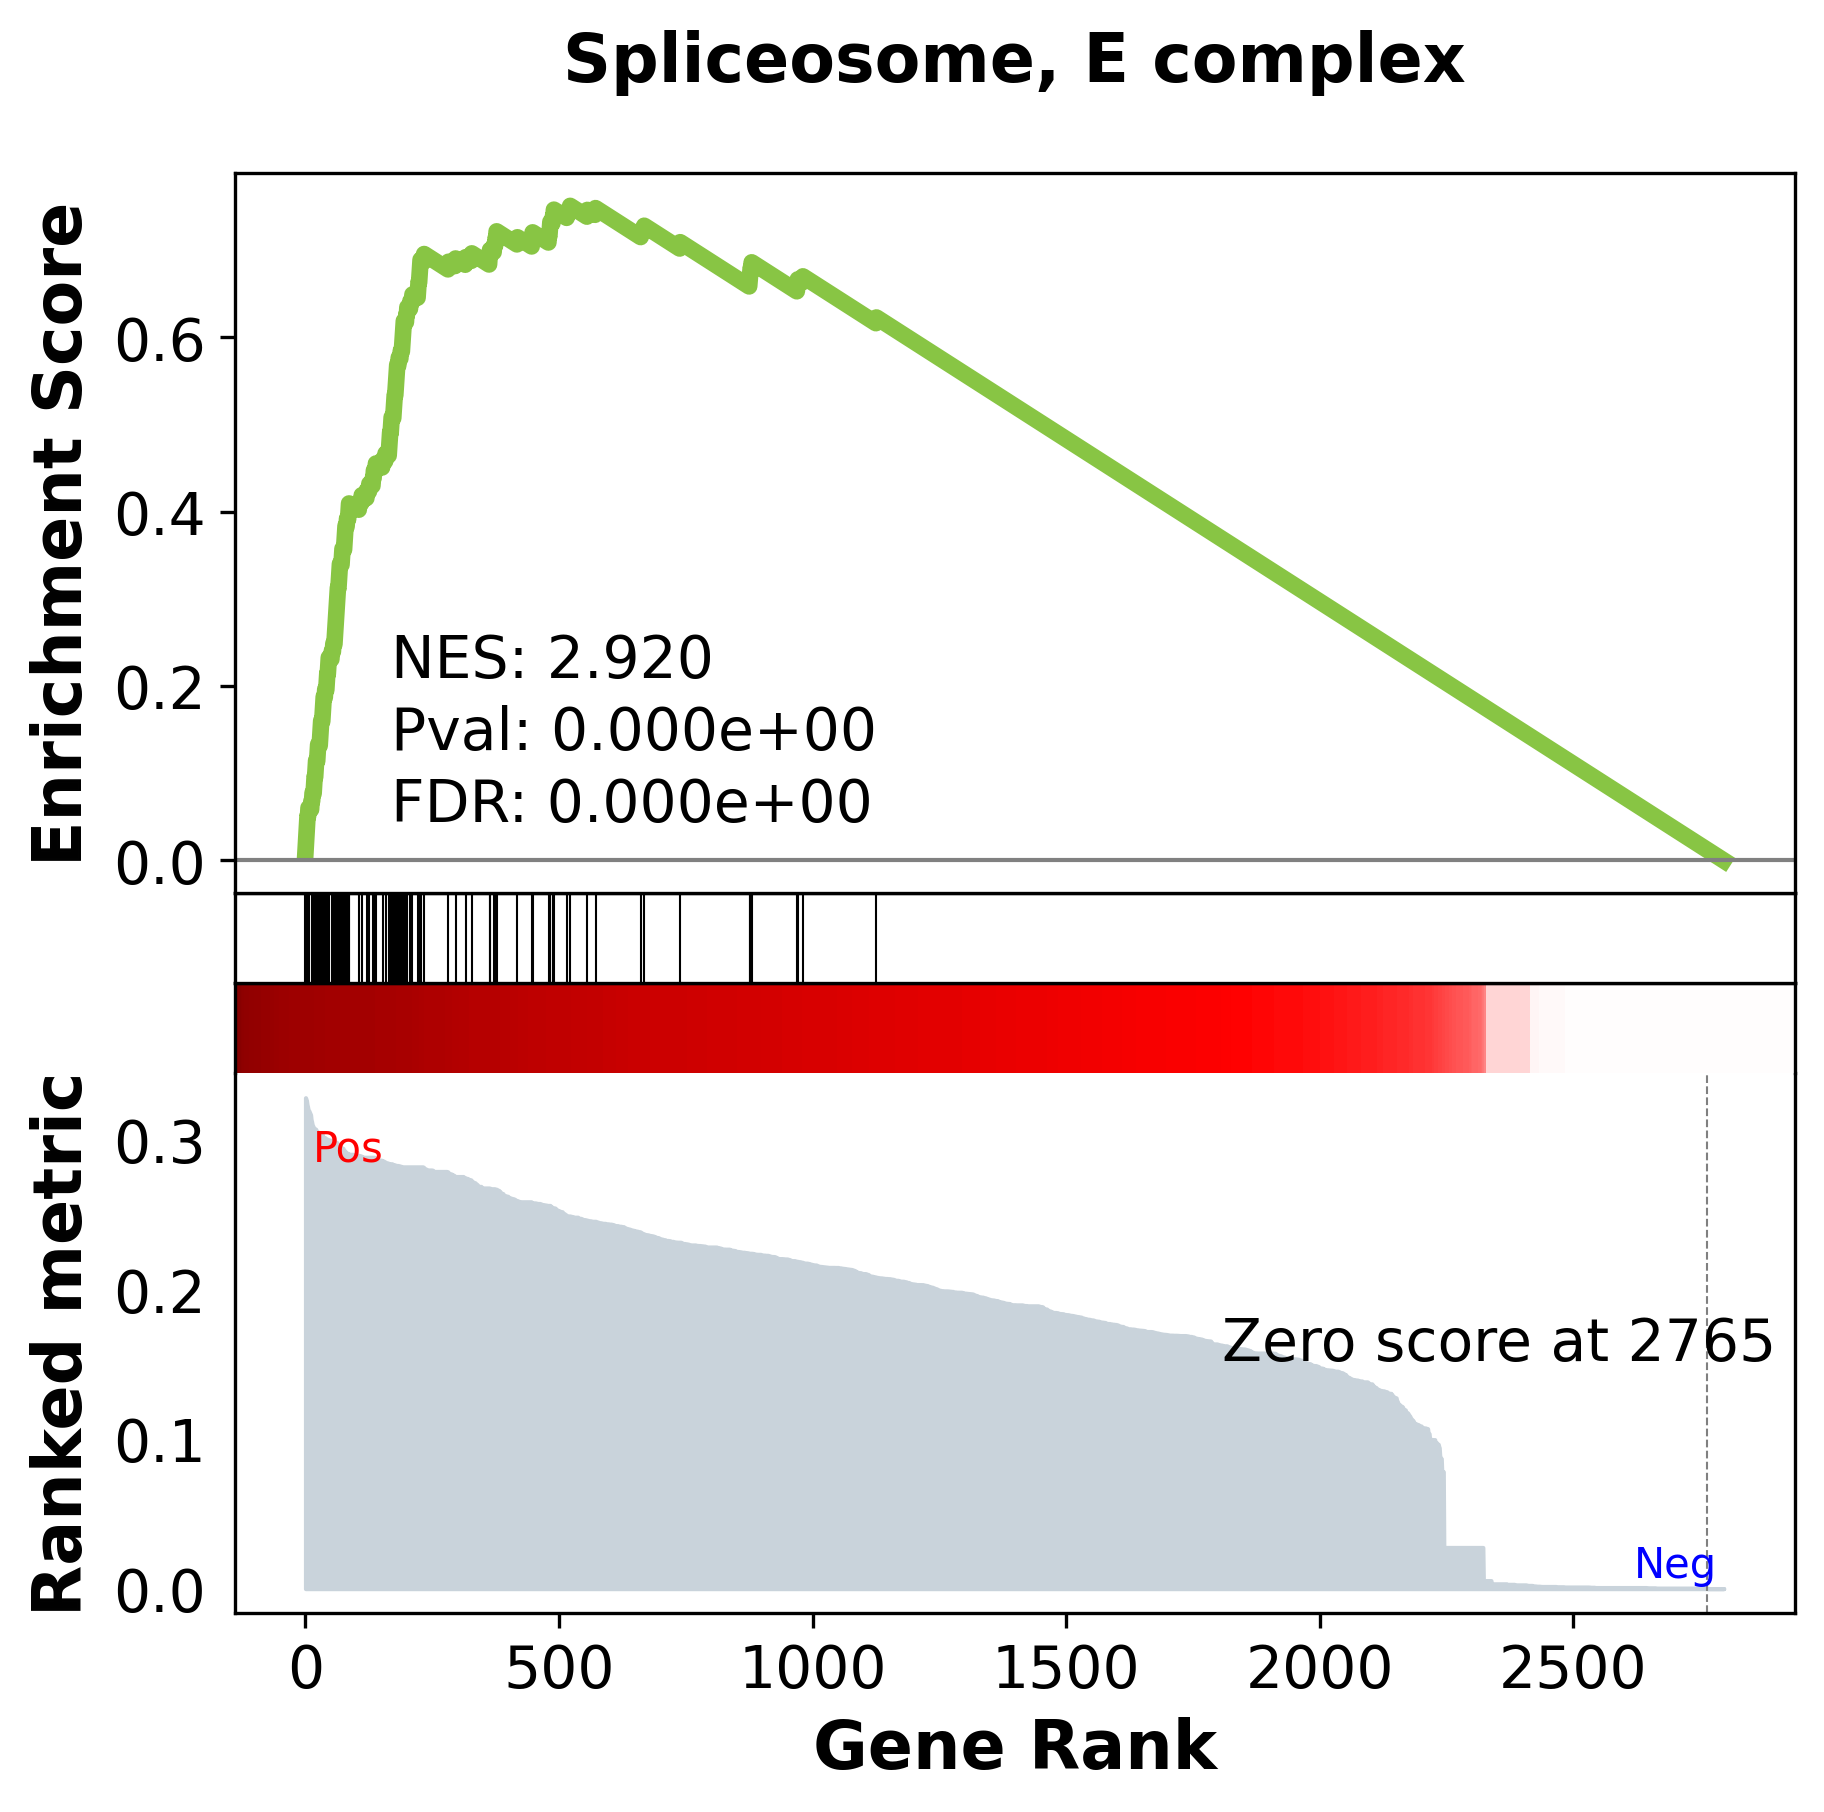 Spliceosome, E complex
Enrichment Score
0.6
0.4
0.2
0.0
NES: 2.920
Pval: 0.000e+00
FDR: 0.000e+00
Ranked metric
0.3
0.2
0.1
0.0
Pos
Zero score at 2765
Neg
0 500 1000 1500 2000 2500
Gene Rank